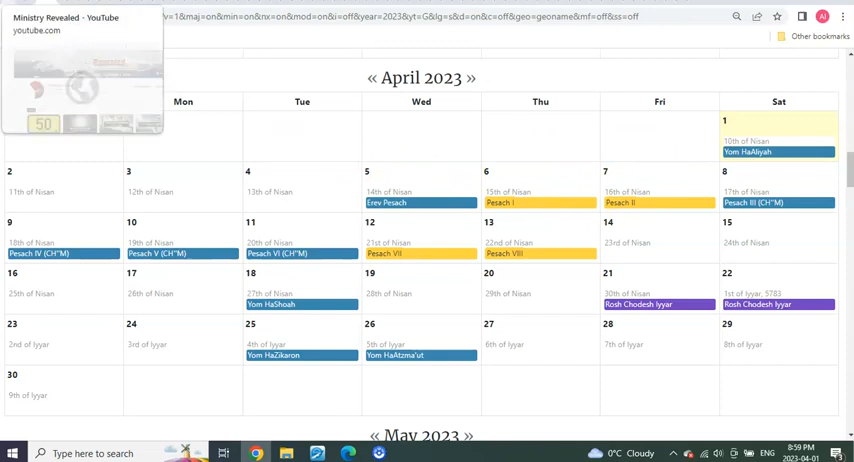 Ministry Revealed - YouTube
youtube.com
v=1&maj=on&min=on&nx=on&mod=on&i=off&year=2023&yt=G&lg=s&d=on&c=off&geo=geoname&mf=off&ss=off
Al
Other bookmarks
50
« April 2023 »
Mon Tue Wed Thu Fri Sat
1
10th of Nisan
Yom HaAliyah
2 3 4 5 6 7 8
11th of Nisan 12th of Nisan 13th of Nisan 14th of Nisan 15th of Nisan 16th of Nisan 17th of Nisan
Erev Pesach Pesach I Pesach II Pesach III (CH"M)
9 10 11 12 13 14 15
18th of Nisan 19th of Nisan 20th of Nisan 21st of Nisan 22nd of Nisan 23rd of Nisan 24th of Nisan
Pesach IV (CH"M) Pesach V (CH"M) Pesach VI (CH"M) Pesach VII Pesach VIII
16 17 18 19 20 21 22
25th of Nisan 26th of Nisan 27th of Nisan 28th of Nisan 29th of Nisan 30th of Nisan 1st of Iyyar, 5783
Yom HaShoah Rosh Chodesh Iyyar Rosh Chodesh Iyyar
23 24 25 26 27 28 29
2nd of Iyyar 3rd of Iyyar 4th of Iyyar 5th of Iyyar 6th of Iyyar 7th of Iyyar 8th of Iyyar
Yom HaZikaron Yom HaAtzma'ut
30
9th of Iyyar
« May 2023 »
Type here to search
0°C Cloudy
ENG
8:59 PM
2023-04-01
3